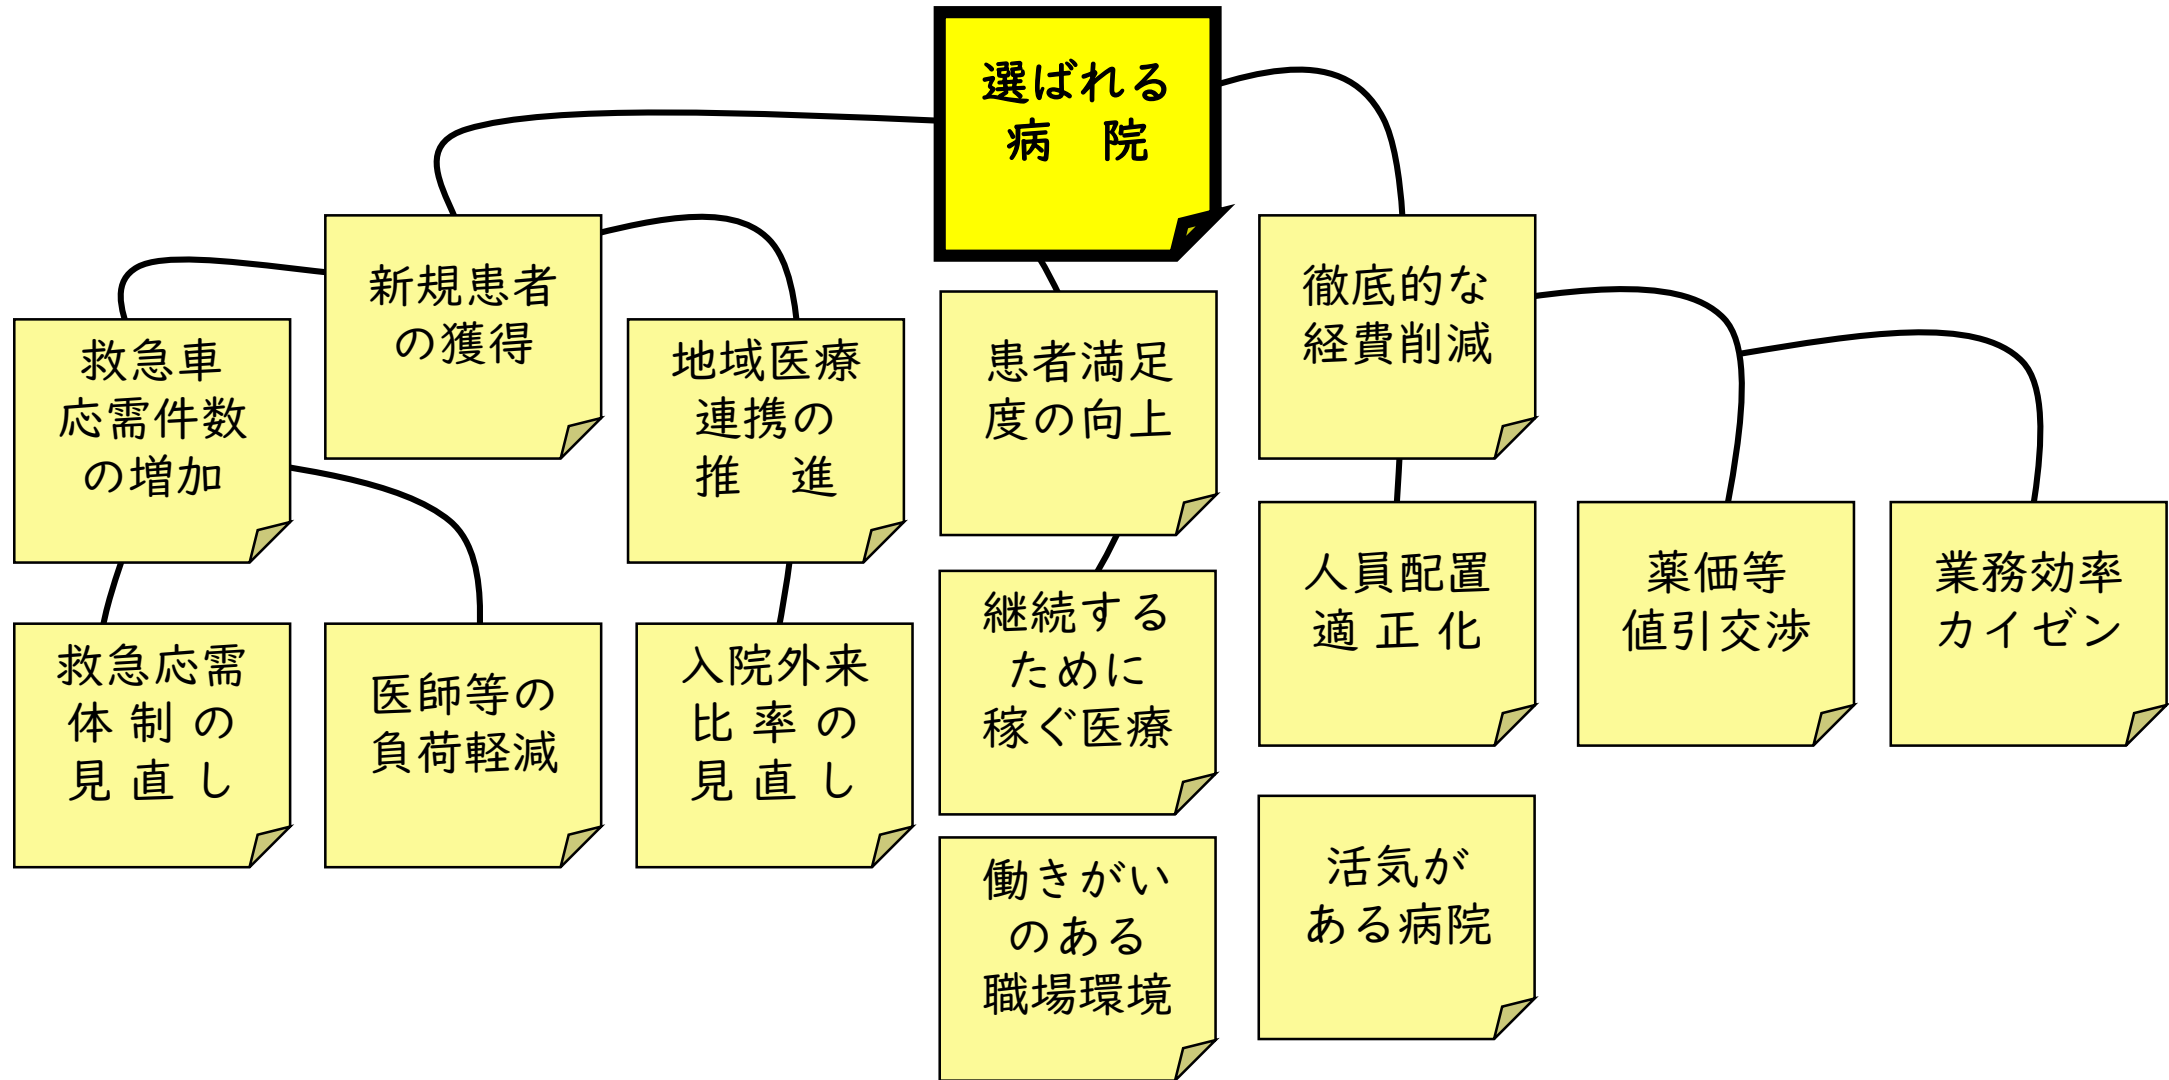 選ばれる
病　院
新規患者
の獲得
徹底的な
経費削減
救急車
応需件数
の増加
地域医療
連携の
推　進
患者満足
度の向上
人員配置
適 正 化
薬価等
値引交渉
業務効率
カイゼン
救急応需
体 制 の
見 直 し
医師等の
負荷軽減
入院外来
比 率 の
見 直 し
継続する
ために
稼ぐ医療
働きがい
のある
職場環境
活気が
ある病院